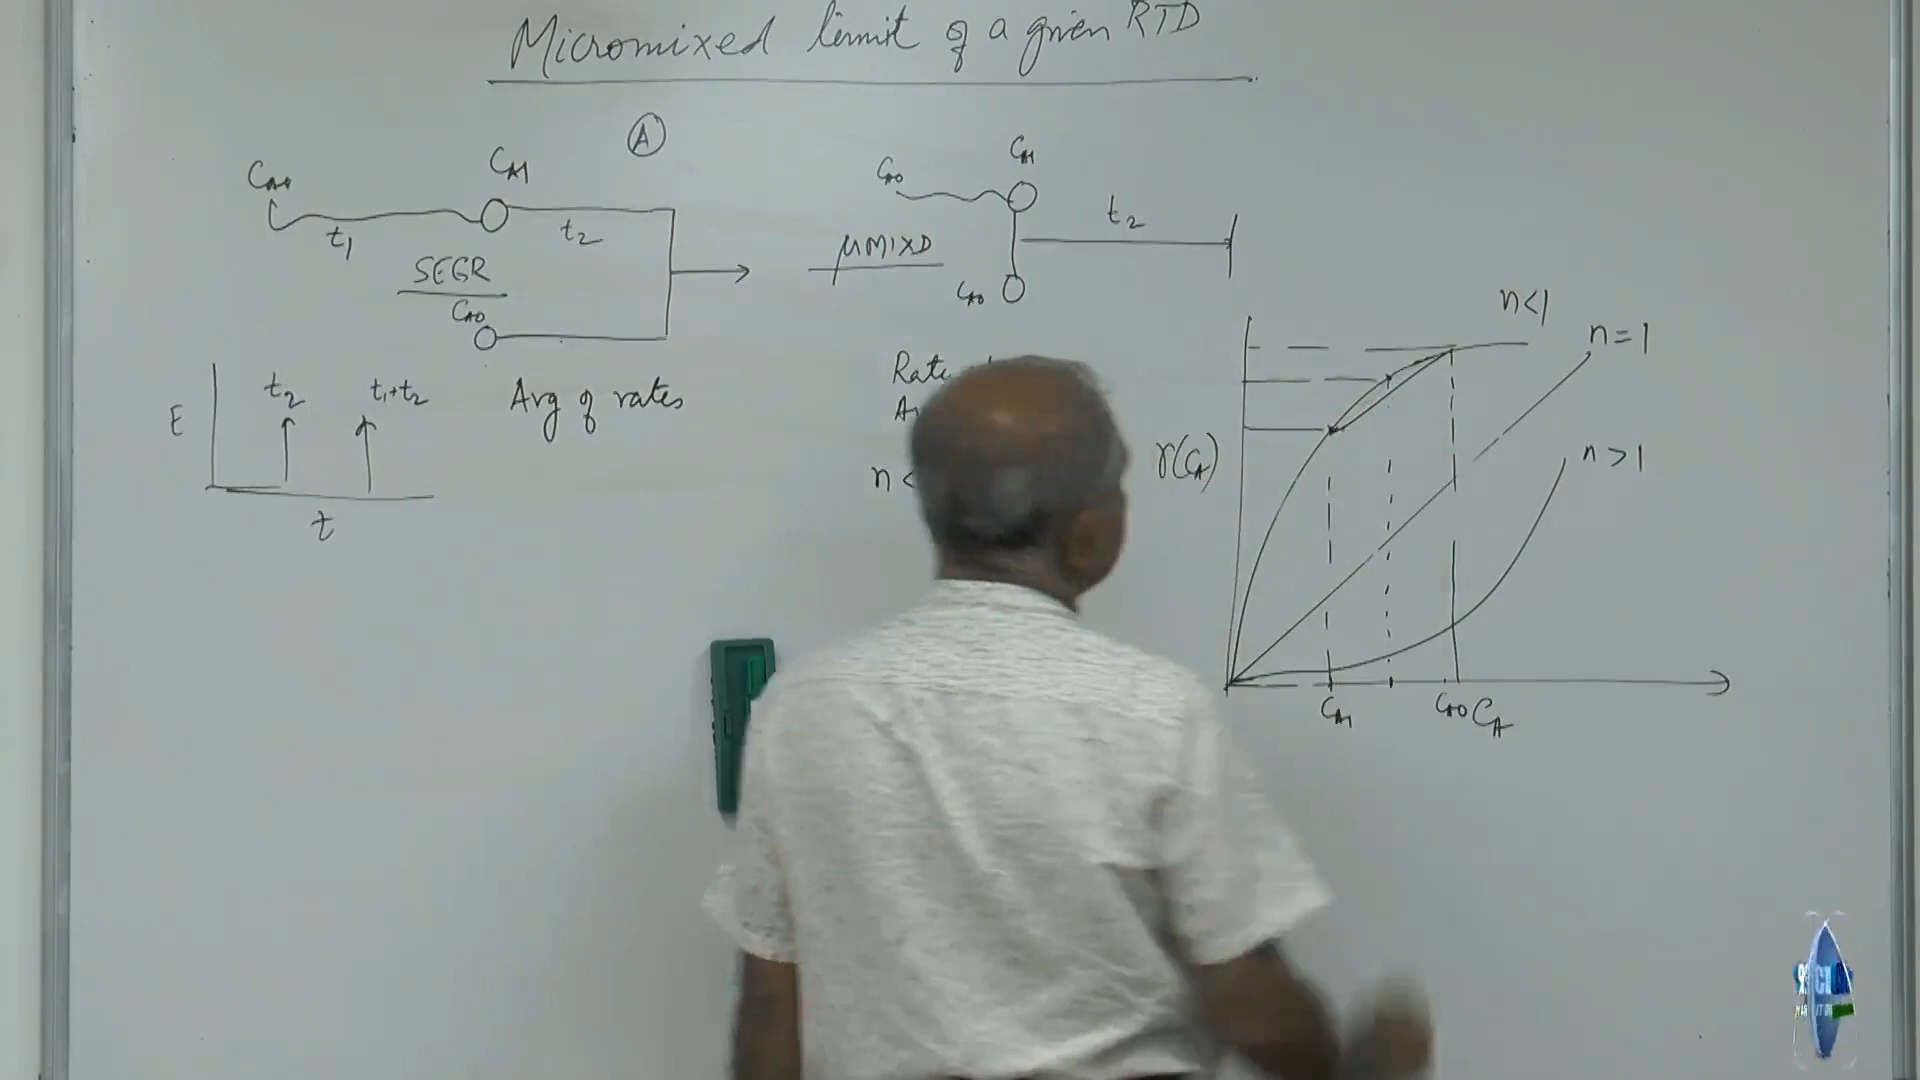 Micromixed limit of a given RTD
A
CA0 CA1
t1 t2
SEGR
CA0
CA0 CA1
t2
μMIXD
CA0
E t2 t1+t2
t
Avg of rates
Rate
n<
r(CA)
n<1
n=1
n>1
CA1 CA0 CA